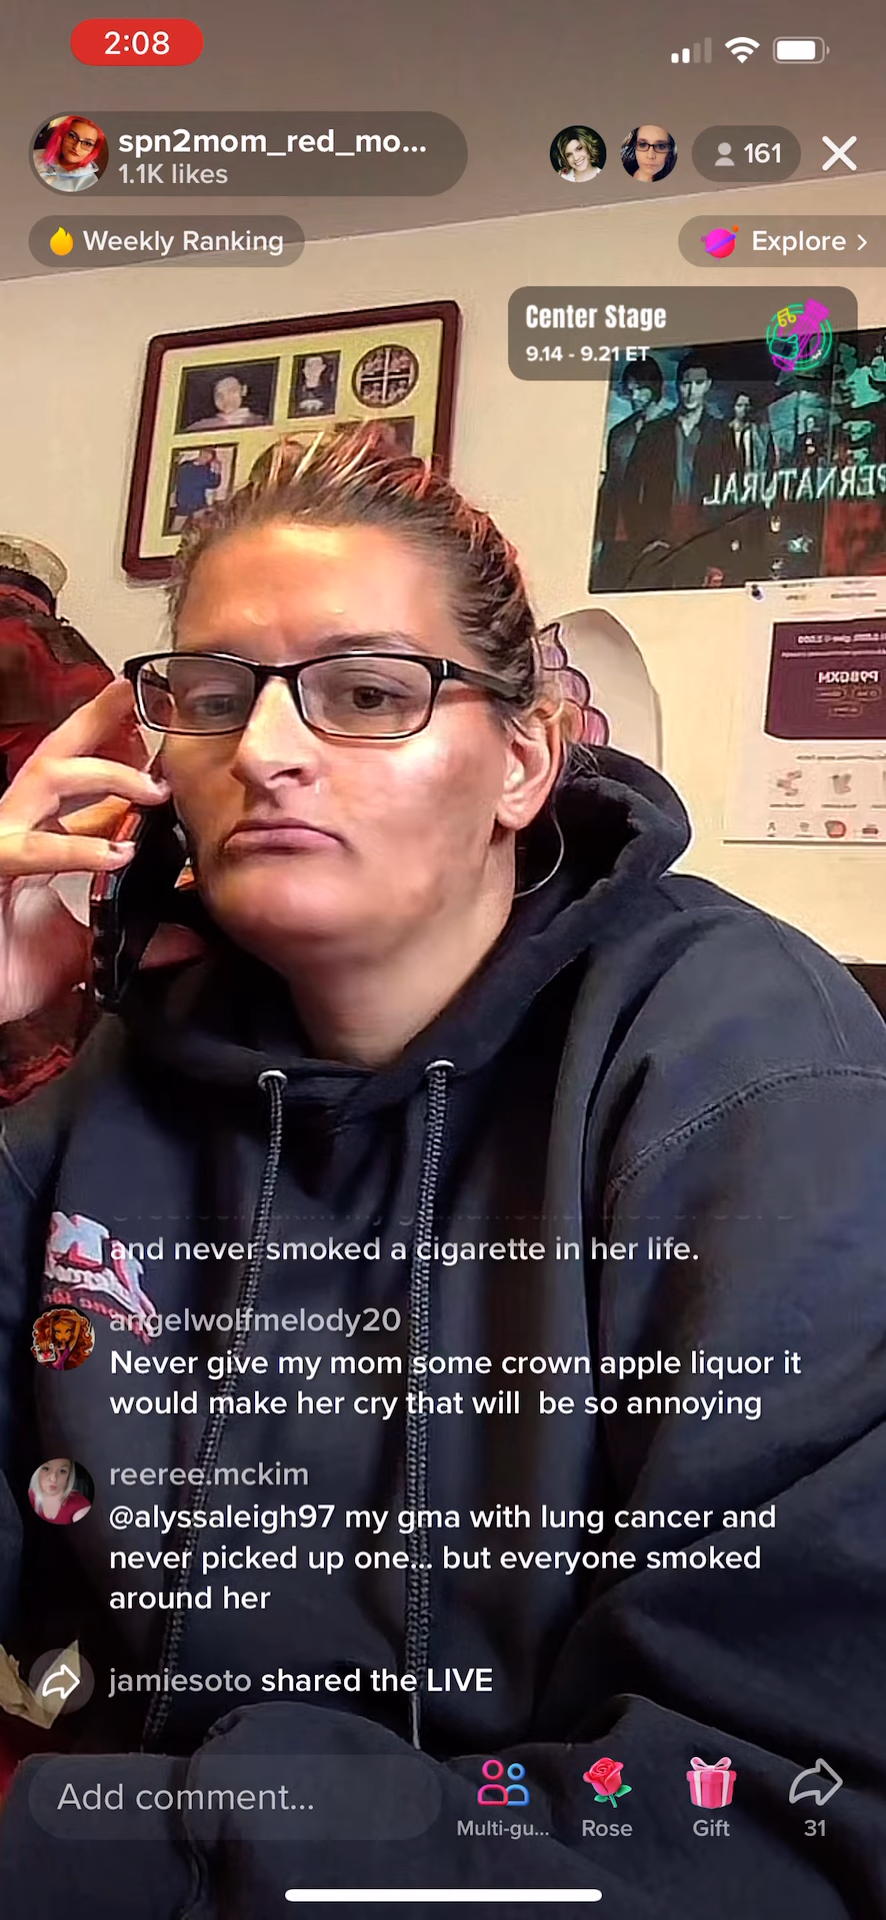 2:08
spn2mom_red_mo...
1.1K likes
161
Weekly Ranking
Explore >
Center Stage
9.14 - 9.21 ET
PERNATURAL
and never smoked a cigarette in her life.
angelwolfmelody20
Never give my mom some crown apple liquor it
would make her cry that will be so annoying
reeree.mckim
@alyssaleigh97 my gma with lung cancer and
never picked up one... but everyone smoked
around her
jamiesoto shared the LIVE
Add comment...
Multi-gu...
Rose
Gift
31